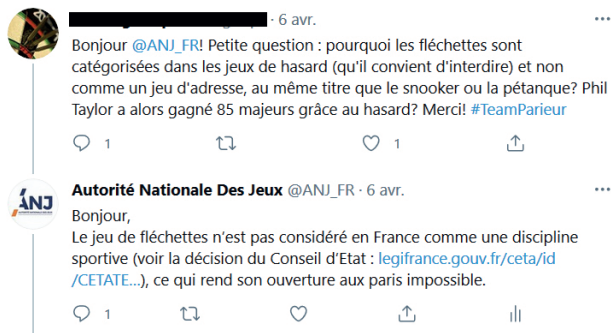 · 6 avr.
Bonjour @ANJ_FR! Petite question : pourquoi les fléchettes sont
catégorisées dans les jeux de hasard (qu'il convient d'interdire) et non
comme un jeu d'adresse, au même titre que le snooker ou la pétanque? Phil
Taylor a alors gagné 85 majeurs grâce au hasard? Merci! #TeamParieur
1 1
ANJ
Autorité Nationale Des Jeux @ANJ_FR · 6 avr.
Bonjour,
Le jeu de fléchettes n'est pas considéré en France comme une discipline
sportive (voir la décision du Conseil d'Etat : legifrance.gouv.fr/ceta/id
/CETATE...), ce qui rend son ouverture aux paris impossible.
1